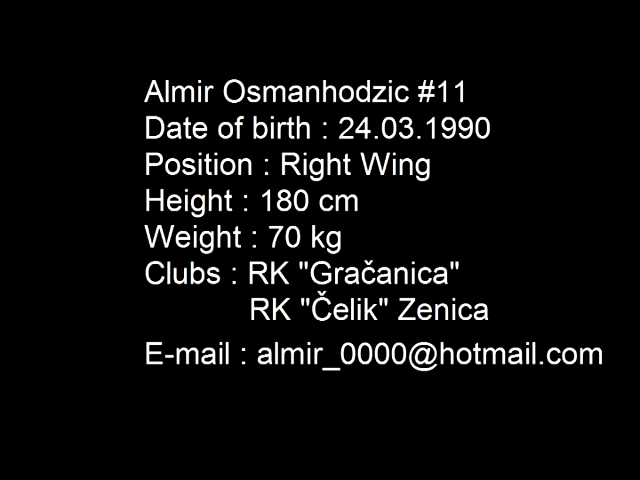 Almir Osmanhodzic #11
Date of birth : 24.03.1990
Position : Right Wing
Height : 180 cm
Weight : 70 kg
Clubs : RK "Gračanica"
RK "Čelik" Zenica
E-mail : almir_0000@hotmail.com